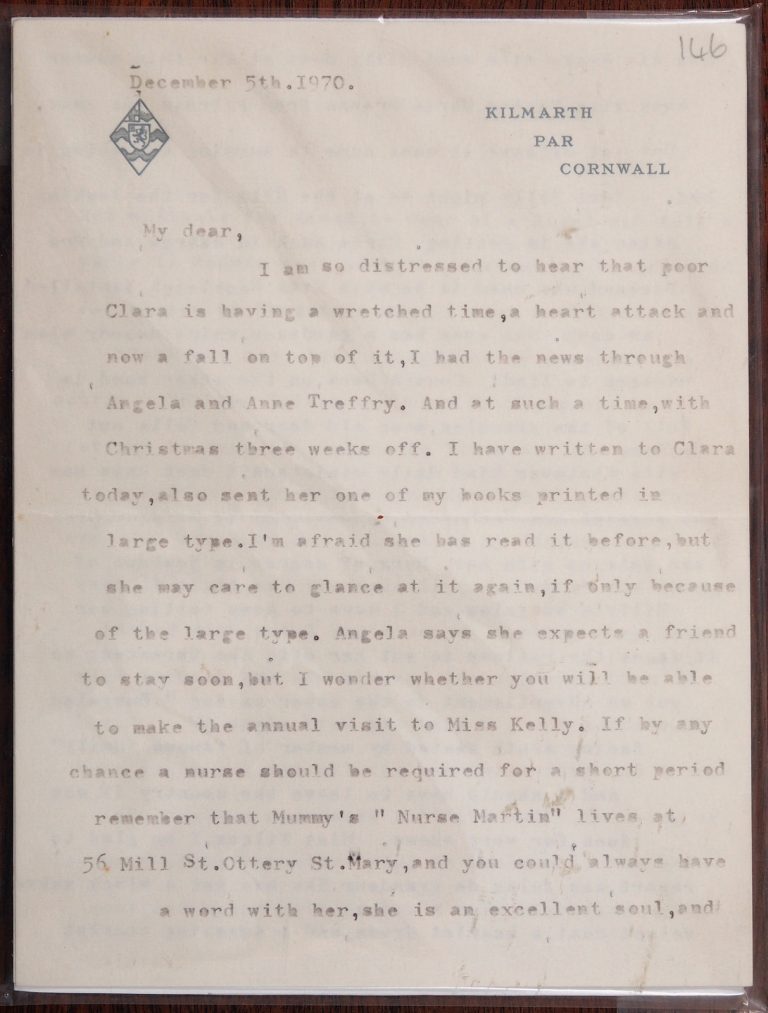 146
December 5th.1970.
KILMARTH
PAR
CORNWALL
My dear,
I am so distressed to hear that poor
Clara is having a wretched time,a heart attack and
now a fall on top of it,I had the news through
Angela and Anne Treffry. And at such a time,with
Christmas three weeks off. I have written to Clara
today,also sent her one of my books printed in
large type.I'm afraid she has read it before,but
she may care to glance at it again,if only because
of the large type. Angela says she expects a friend
to stay soon,but I wonder whether you will be able
to make the annual visit to Miss Kelly. If by any
chance a nurse should be required for a short period
remember that Mummy's " Nurse Martin" lives at
56 Mill St.Ottery St.Mary,and you could always have
a word with her,she is an excellent soul,and